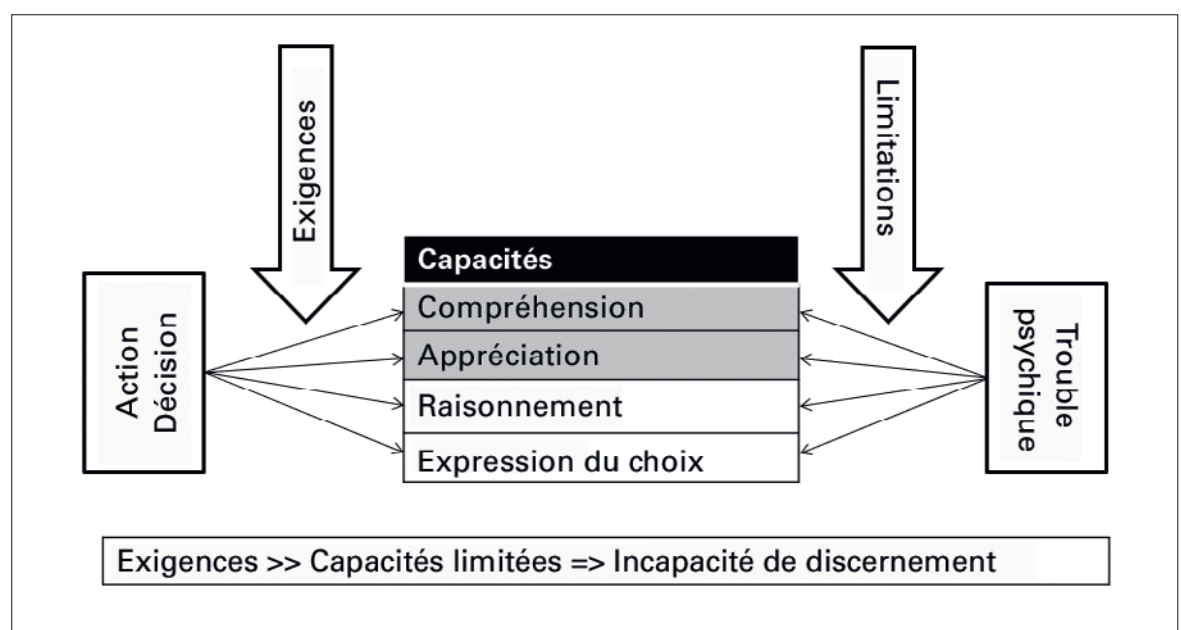 Exigences
Limitations
Action
Décision
Capacités
Compréhension
Appréciation
Raisonnement
Expression du choix
Trouble
psychique
Exigences >> Capacités limitées => Incapacité de discernement